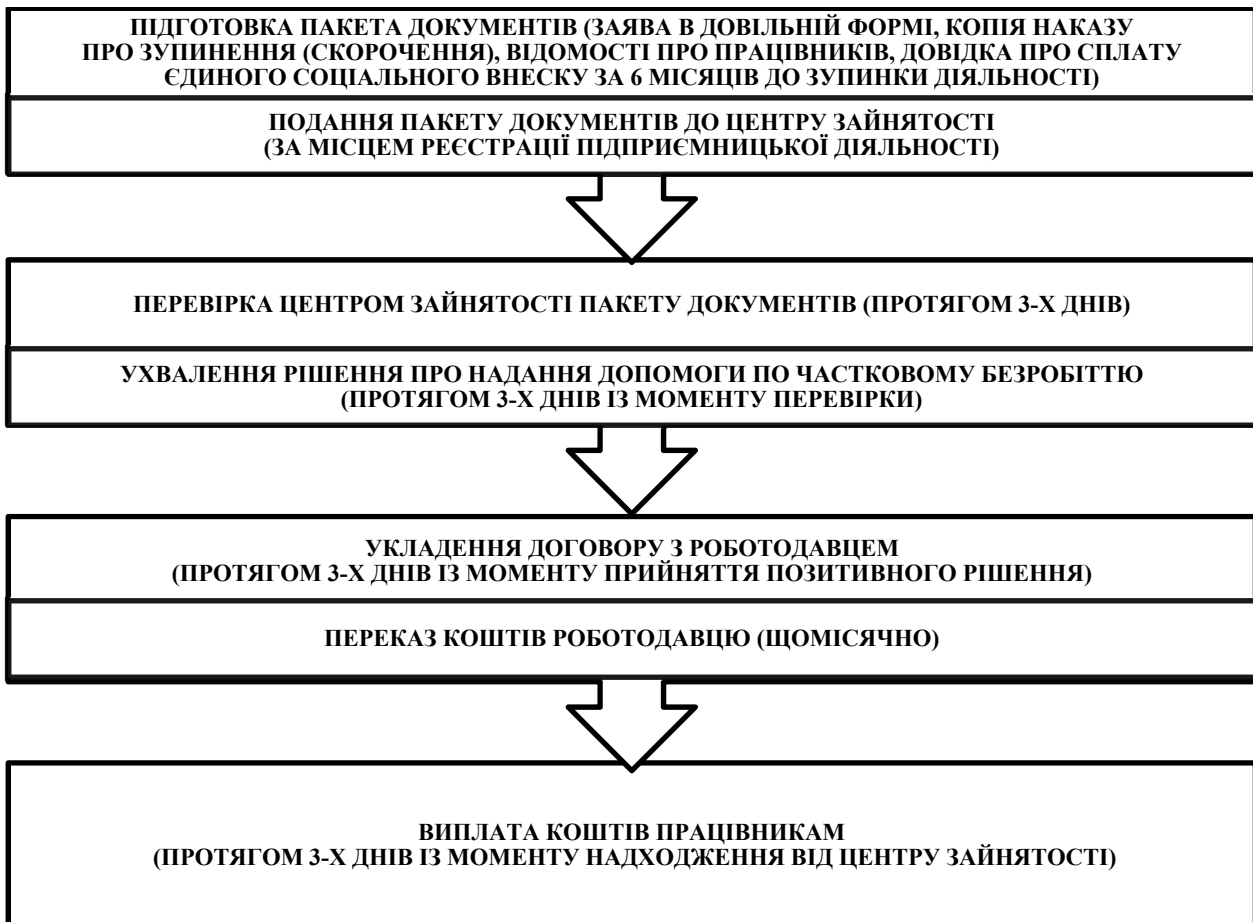 ПІДГОТОВКА ПАКЕТА ДОКУМЕНТІВ (ЗАЯВА В ДОВІЛЬНІЙ ФОРМІ, КОПІЯ НАКАЗУ
ПРО ЗУПИНЕННЯ (СКОРОЧЕННЯ), ВІДОМОСТІ ПРО ПРАЦІВНИКІВ, ДОВІДКА ПРО СПЛАТУ
ЄДИНОГО СОЦІАЛЬНОГО ВНЕСКУ ЗА 6 МІСЯЦІВ ДО ЗУПИНКИ ДІЯЛЬНОСТІ)
ПОДАННЯ ПАКЕТУ ДОКУМЕНТІВ ДО ЦЕНТРУ ЗАЙНЯТОСТІ
(ЗА МІСЦЕМ РЕЄСТРАЦІЇ ПІДПРИЄМНИЦЬКОЇ ДІЯЛЬНОСТІ)
ПЕРЕВІРКА ЦЕНТРОМ ЗАЙНЯТОСТІ ПАКЕТУ ДОКУМЕНТІВ (ПРОТЯГОМ 3-Х ДНІВ)
УХВАЛЕННЯ РІШЕННЯ ПРО НАДАННЯ ДОПОМОГИ ПО ЧАСТКОВОМУ БЕЗРОБІТТЮ
(ПРОТЯГОМ 3-Х ДНІВ ІЗ МОМЕНТУ ПЕРЕВІРКИ)
УКЛАДЕННЯ ДОГОВОРУ З РОБОТОДАВЦЕМ
(ПРОТЯГОМ 3-Х ДНІВ ІЗ МОМЕНТУ ПРИЙНЯТТЯ ПОЗИТИВНОГО РІШЕННЯ)
ПЕРЕКАЗ КОШТІВ РОБОТОДАВЦЮ (ЩОМІСЯЧНО)
ВИПЛАТА КОШТІВ ПРАЦІВНИКАМ
(ПРОТЯГОМ 3-Х ДНІВ ІЗ МОМЕНТУ НАДХОДЖЕННЯ ВІД ЦЕНТРУ ЗАЙНЯТОСТІ)